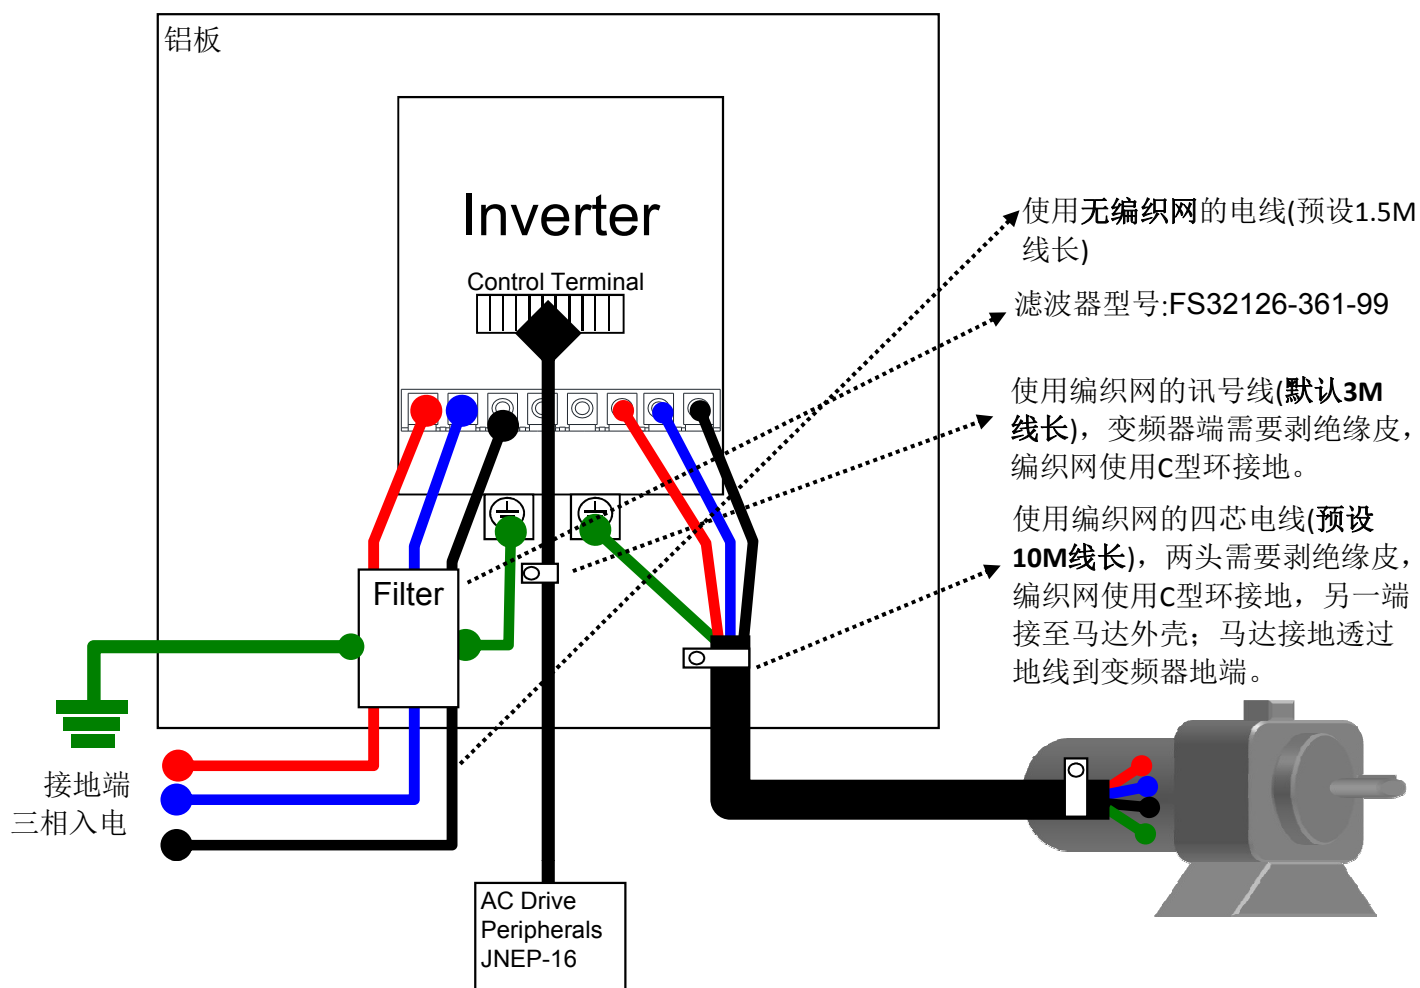 铝板
Inverter
Control Terminal
Filter
接地端
三相入电
AC Drive
Peripherals
JNEP-16
使用无编织网的电线(预设1.5M
线长)
滤波器型号:FS32126-361-99
使用编织网的讯号线(默认3M
线长)，变频器端需要剥绝缘皮，
编织网使用C型环接地。
使用编织网的四芯电线(预设
10M线长)，两头需要剥绝缘皮，
编织网使用C型环接地，另一端
接至马达外壳；马达接地透过
地线到变频器地端。